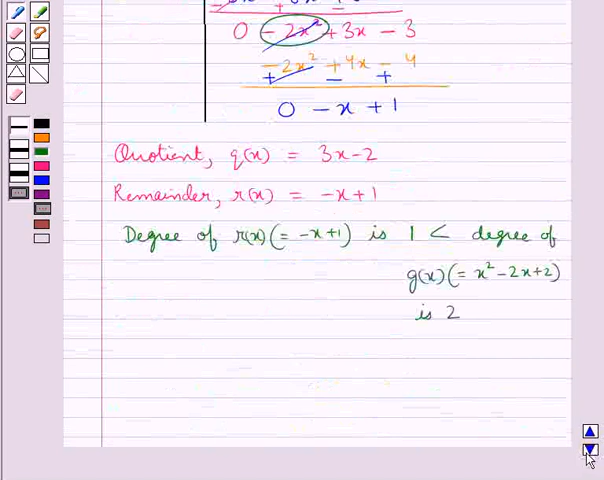 0 - 2x² + 3x - 3
- 2x² + 4x - 4
+ - +
0 - x + 1
Quotient, q(x) = 3x-2
Remainder, r(x) = -x+1
Degree of r(x)(= -x+1) is 1 < degree of
g(x)(= x² - 2x + 2)
is 2